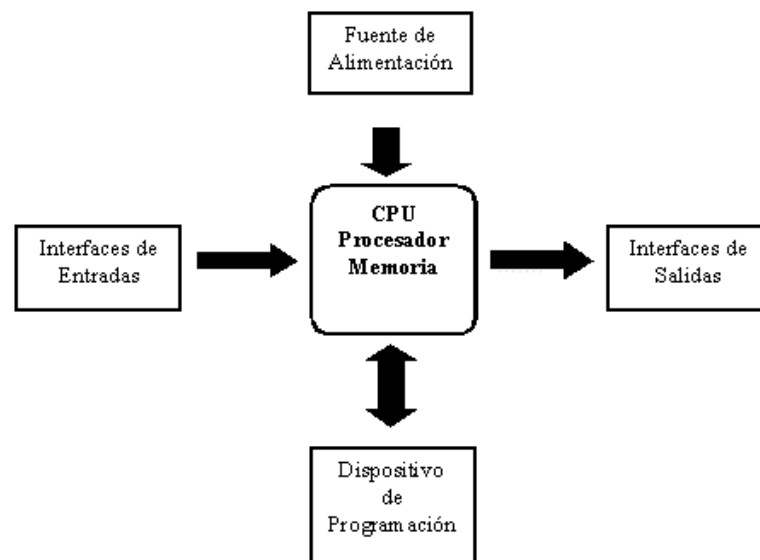 Fuente de
Alimentación
CPU
Procesador
Memoria
Interfaces de
Entradas
Interfaces de
Salidas
Dispositivo
de
Programación